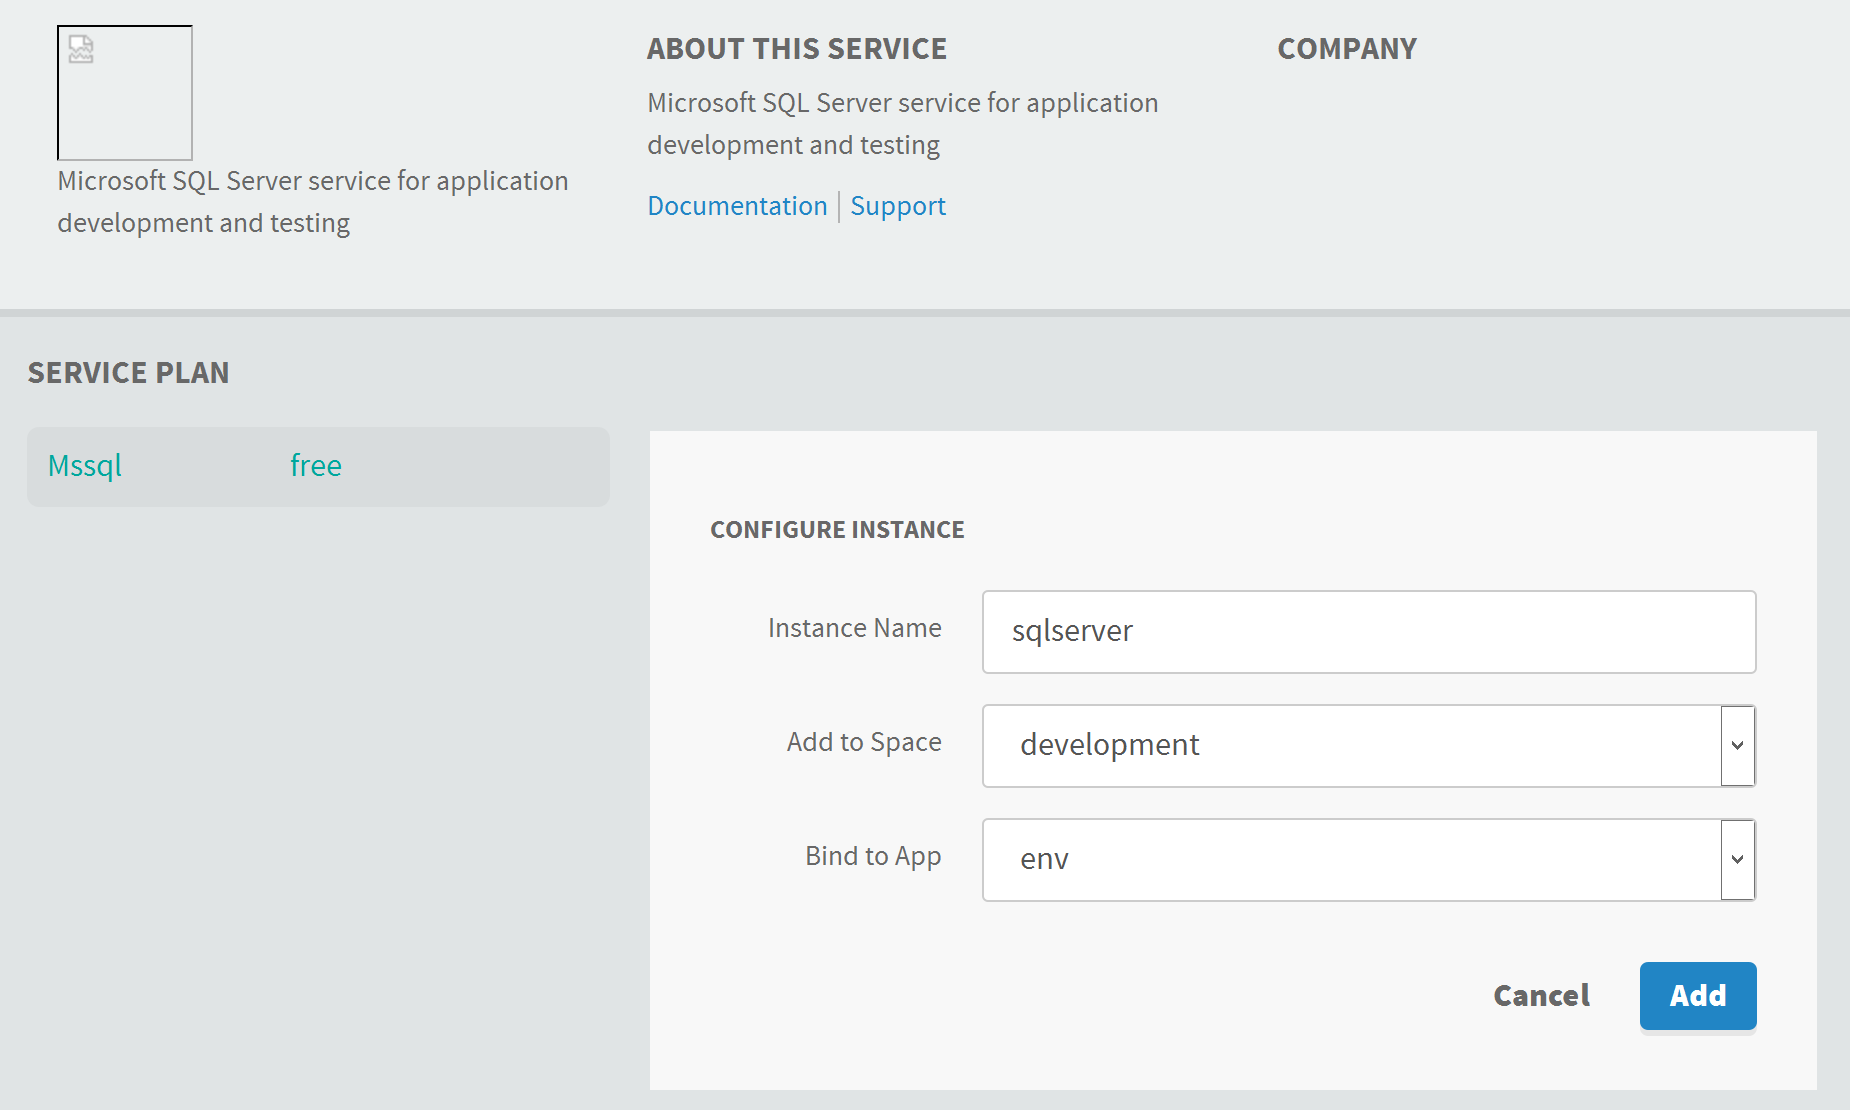 Microsoft SQL Server service for application
development and testing
ABOUT THIS SERVICE
Microsoft SQL Server service for application
development and testing
Documentation | Support
COMPANY
SERVICE PLAN
Mssql free
CONFIGURE INSTANCE
Instance Name sqlserver
Add to Space development
Bind to App env
Cancel Add